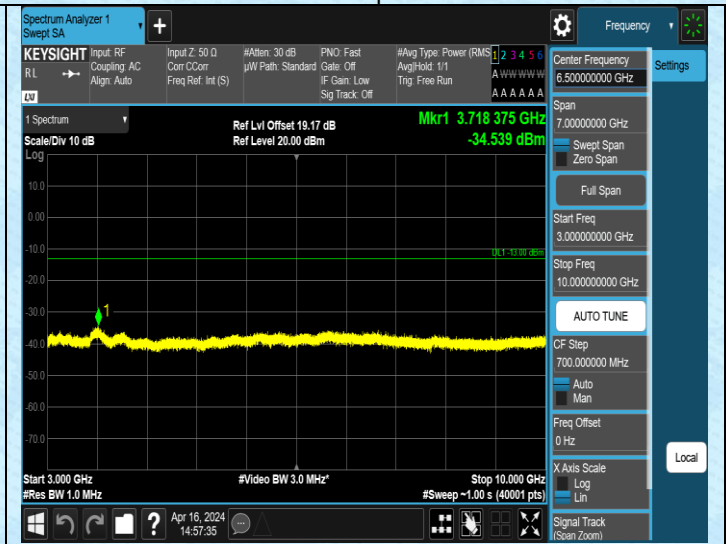 Spectrum Analyzer 1
Swept SA
+
Frequency
KEYSIGHT
RL
LXI
Input: RF
Coupling: AC
Align: Auto
Input Z: 50 Ω
Corr CCorr
Freq Ref: Int (S)
#Atten: 30 dB
µW Path: Standard
PNO: Fast
Gate: Off
IF Gain: Low
Sig Track: Off
#Avg Type: Power (RMS
Avg|Hold: 1/1
Trig: Free Run
1 2 3 4 5 6
A W W W W W
A A A A A A
1 Spectrum
Scale/Div 10 dB
Log
Ref Lvl Offset 19.17 dB
Ref Level 20.00 dBm
Mkr1 3.718 375 GHz
-34.539 dBm
10.0
0.00
-10.0
-20.0
-30.0
-40.0
-50.0
-60.0
-70.0
DL1 -13.00 dBm
1
Start 3.000 GHz
#Res BW 1.0 MHz
#Video BW 3.0 MHz*
Stop 10.000 GHz
#Sweep ~1.00 s (40001 pts)
Center Frequency
6.500000000 GHz
Settings
Span
7.00000000 GHz
Swept Span
Zero Span
Full Span
Start Freq
3.000000000 GHz
Stop Freq
10.000000000 GHz
AUTO TUNE
CF Step
700.000000 MHz
Auto
Man
Freq Offset
0 Hz
X Axis Scale
Log
Lin
Local
Signal Track
(Span Zoom)
?
Apr 16, 2024
14:57:35